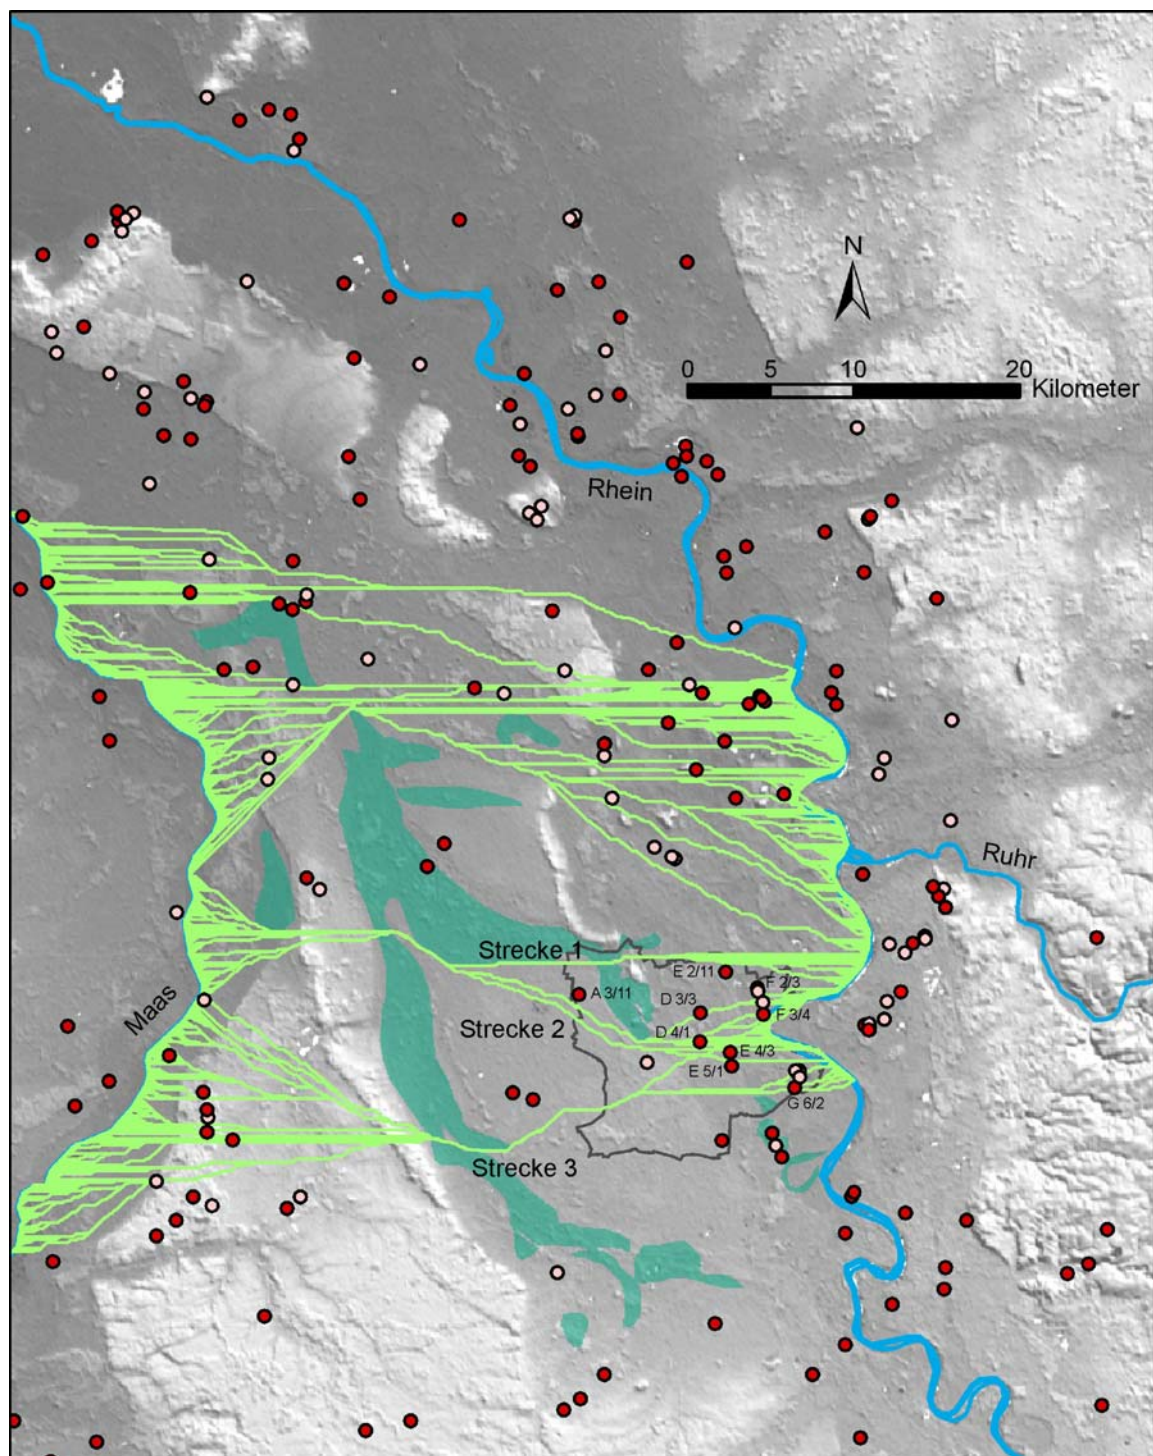 N
0 5 10 20
Kilometer
Rhein
Ruhr
Strecke 1
E 2/11
F 2/3
A 3/11
Maas
D 3/3
F 3/4
Strecke 2
D 4/1
E 4/3
E 5/1
G 6/2
Strecke 3